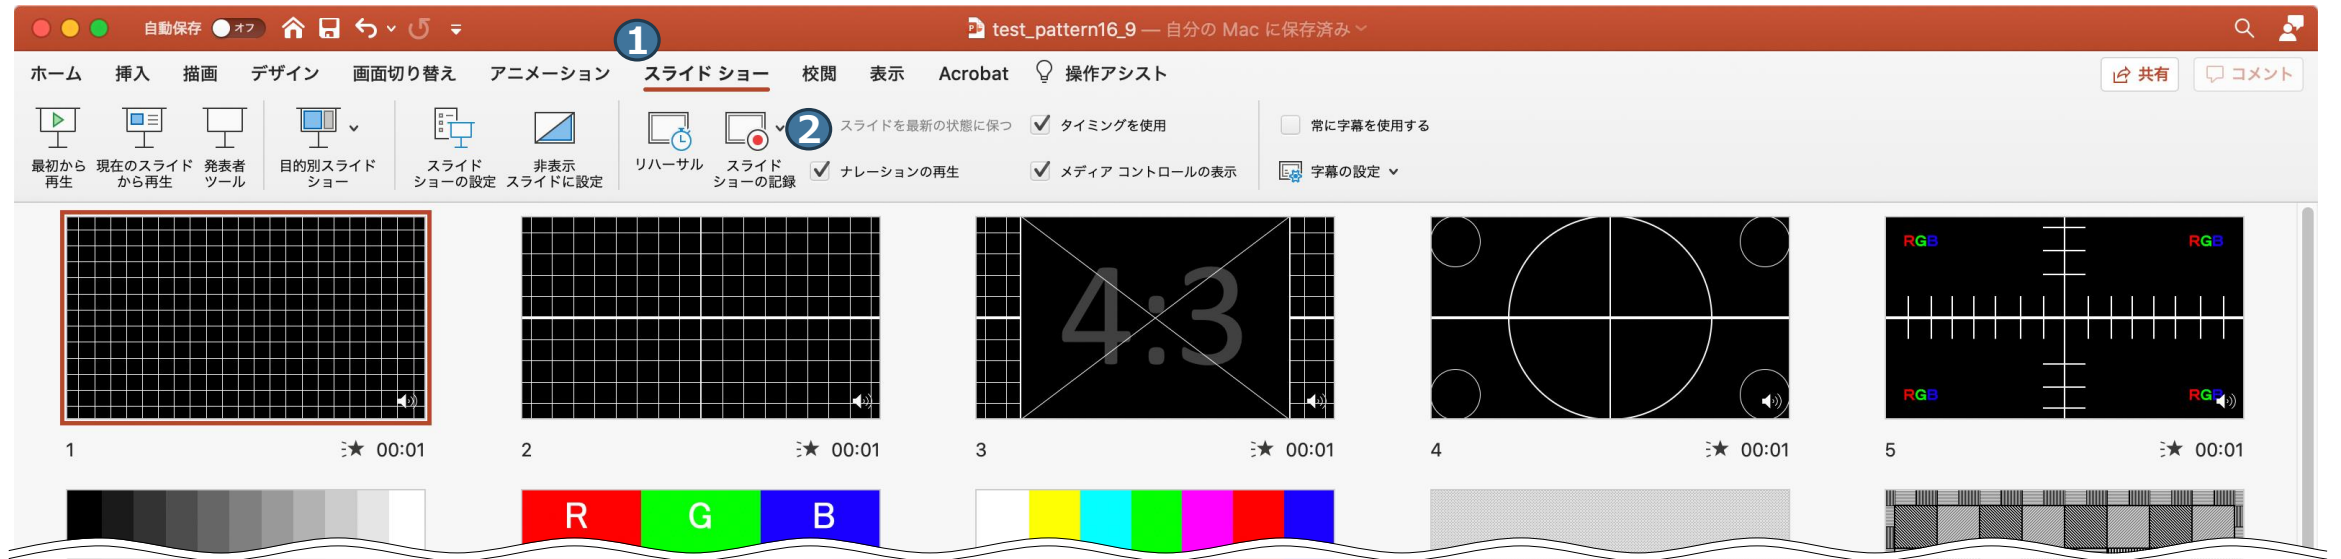 自動保存 オフ
1
test_pattern16_9 — 自分の Mac に保存済み
ホーム 挿入 描画 デザイン 画面切り替え アニメーション スライド ショー 校閲 表示 Acrobat 操作アシスト
共有 コメント
最初から
再生
現在のスライド
から再生
発表者
ツール
目的別スライド
ショー
スライド
ショーの設定
非表示
スライドに設定
リハーサル
スライド
ショーの記録
2
スライドを最新の状態に保つ
タイミングを使用
常に字幕を使用する
ナレーションの再生
メディア コントロールの表示
字幕の設定
4:3
RGB RGB
RGB RGB
1 00:01
2 00:01
3 00:01
4 00:01
5 00:01
R G B